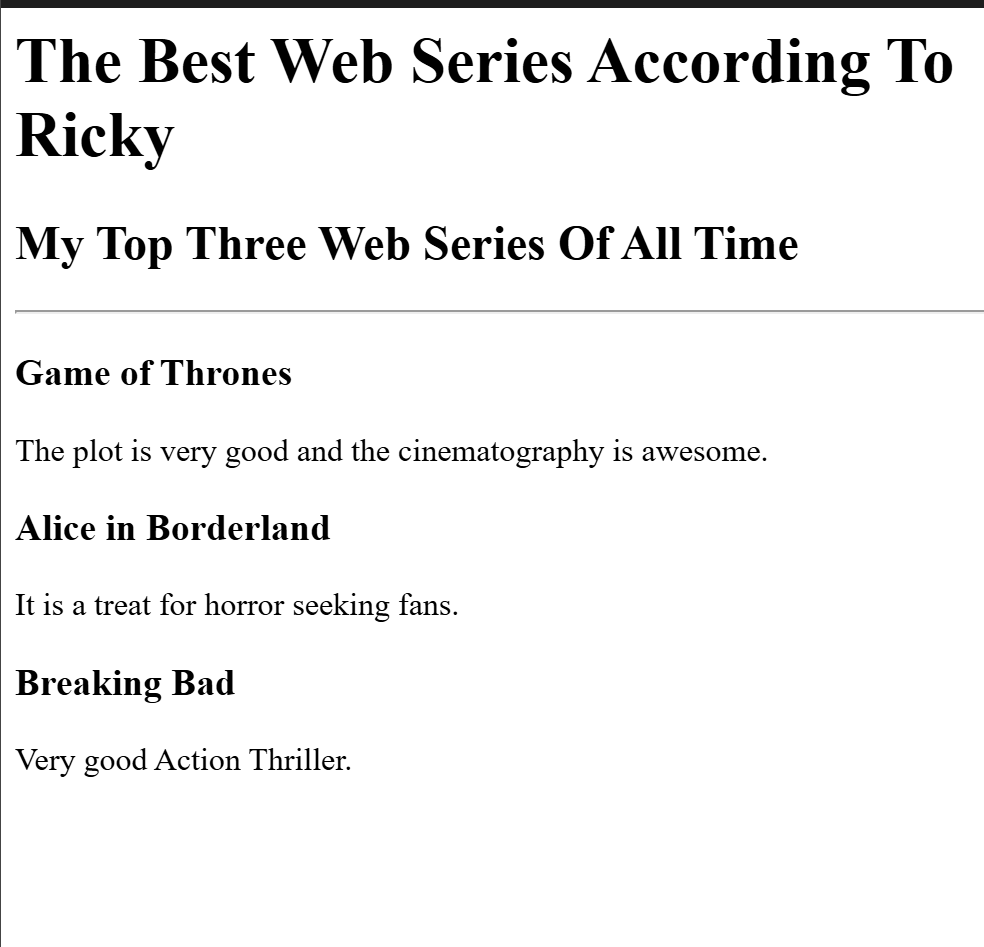 The Best Web Series According To
Ricky
My Top Three Web Series Of All Time
Game of Thrones
The plot is very good and the cinematography is awesome.
Alice in Borderland
It is a treat for horror seeking fans.
Breaking Bad
Very good Action Thriller.